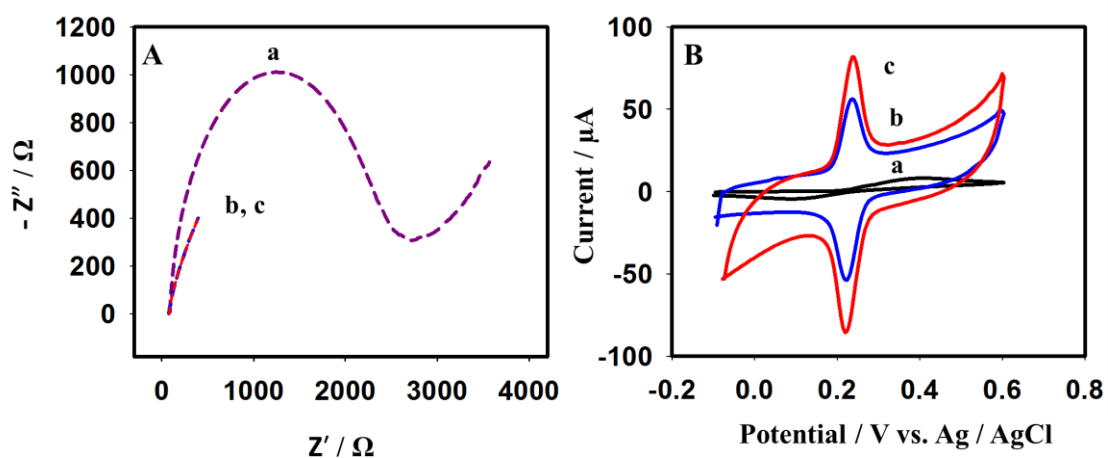 A
a
b, c
1200
1000
800
600
400
200
0
- Z″ / Ω
0 1000 2000 3000 4000
Z′ / Ω
B
c
b
a
100
50
0
-50
-100
Current / µA
-0.2 0.0 0.2 0.4 0.6 0.8
Potential / V vs. Ag / AgCl